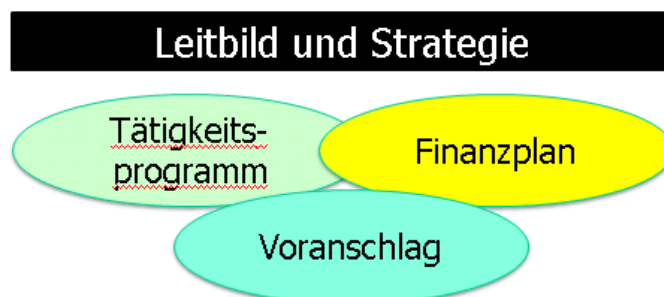 Leitbild und Strategie
Tätigkeits-
programm
Finanzplan
Voranschlag